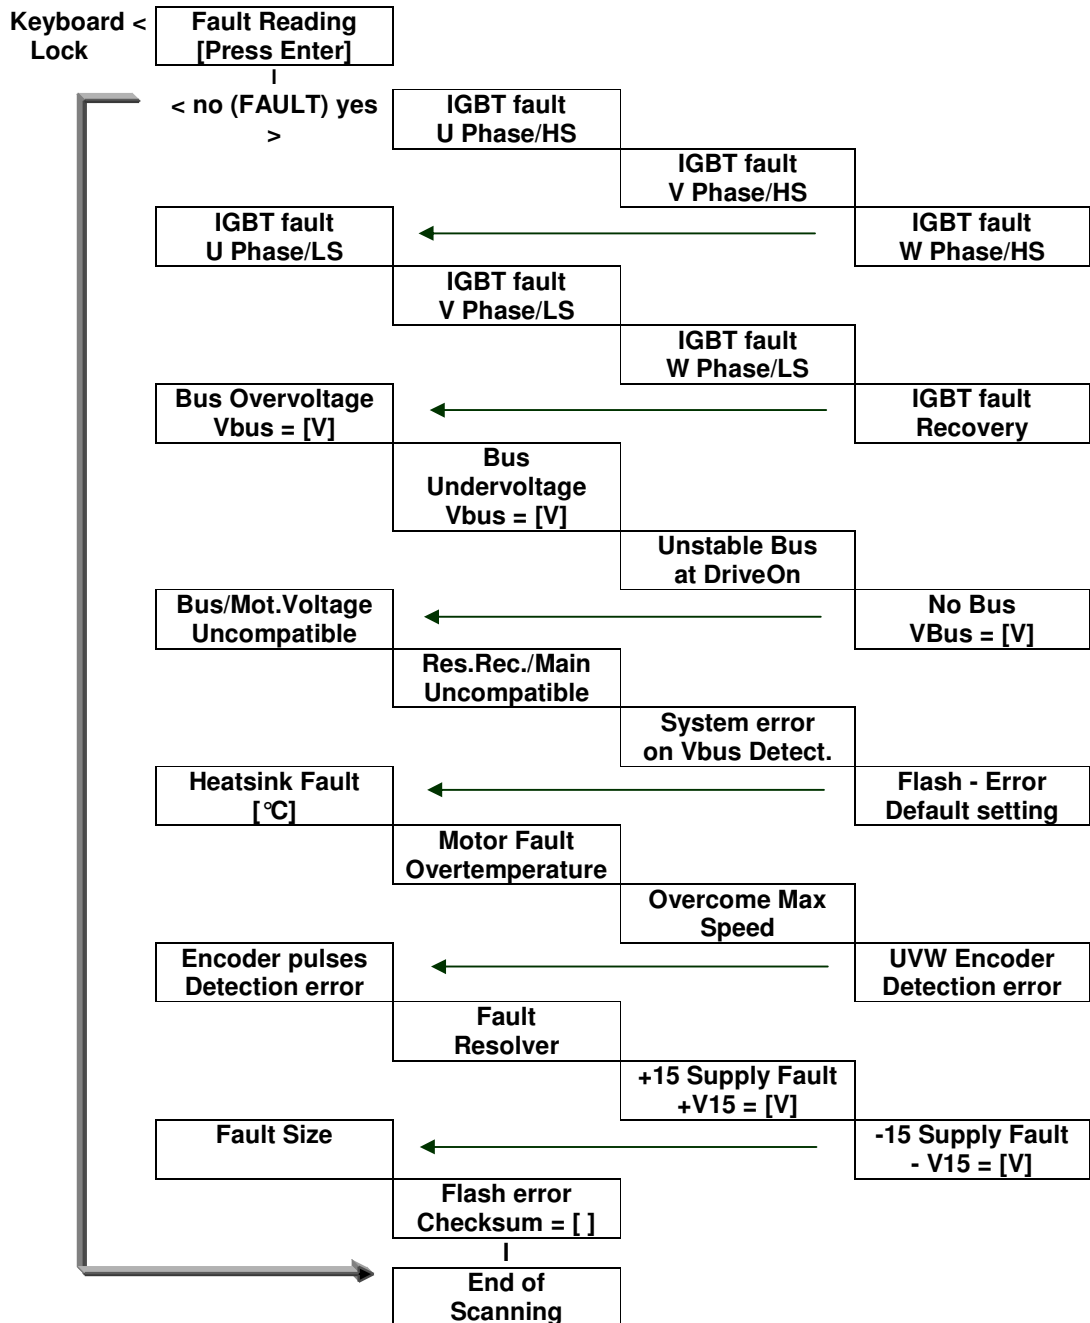 Keyboard <
Lock
Fault Reading
[Press Enter]
I
< no (FAULT) yes
>
IGBT fault
U Phase/HS
IGBT fault
V Phase/HS
IGBT fault
W Phase/HS
IGBT fault
U Phase/LS
IGBT fault
V Phase/LS
IGBT fault
W Phase/LS
IGBT fault
Recovery
Bus Overvoltage
Vbus = [V]
Bus
Undervoltage
Vbus = [V]
Unstable Bus
at DriveOn
No Bus
VBus = [V]
Bus/Mot.Voltage
Uncompatible
Res.Rec./Main
Uncompatible
System error
on Vbus Detect.
Flash - Error
Default setting
Heatsink Fault
[°C]
Motor Fault
Overtemperature
Overcome Max
Speed
UVW Encoder
Detection error
Encoder pulses
Detection error
Fault
Resolver
+15 Supply Fault
+V15 = [V]
-15 Supply Fault
- V15 = [V]
Fault Size
Flash error
Checksum = [ ]
I
End of
Scanning